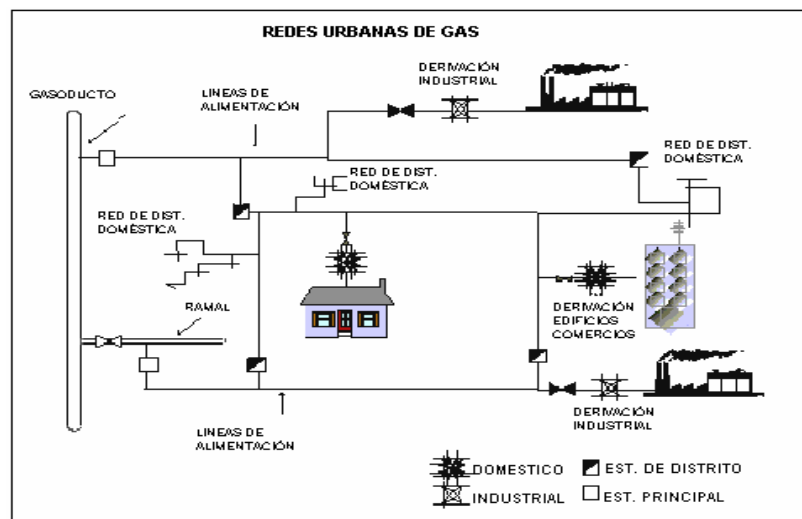 REDES URBANAS DE GAS
DERIVACIÓN
INDUSTRIAL
LINEAS DE
ALIMENTACIÓN
GASODUCTO
RED DE DIST.
DOMÉSTICA
RED DE DIST.
DOMÉSTICA
RED DE DIST.
DOMÉSTICA
RAMAL
DERIVACIÓN
EDIFICIOS
COMERCIOS
LINEAS DE
ALIMENTACIÓN
DERIVACIÓN
INDUSTRIAL
DOMESTICO
EST. DE DISTRITO
INDUSTRIAL
EST. PRINCIPAL